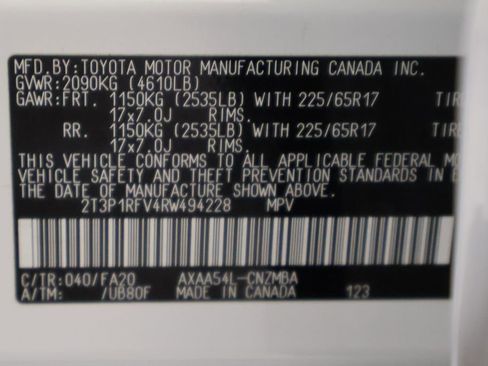 MFD.BY:TOYOTA MOTOR MANUFACTURING CANADA INC.
GVWR:2090KG (4610LB)
GAWR:FRT. 1150KG (2535LB) WITH 225/65R17 TIRE
17x7.0J RIMS.
RR. 1150KG (2535LB) WITH 225/65R17 TIRE
17x7.0J RIMS.
THIS VEHICLE CONFORMS TO ALL APPLICABLE FEDERAL MO
VEHICLE SAFETY AND THEFT PREVENTION STANDARDS IN E
THE DATE OF MANUFACTURE SHOWN ABOVE.
2T3P1RFV4RW494228 MPV
C/TR:040/FA20 AXAA54L-CNZMBA
A/TM: /UB80F MADE IN CANADA 123